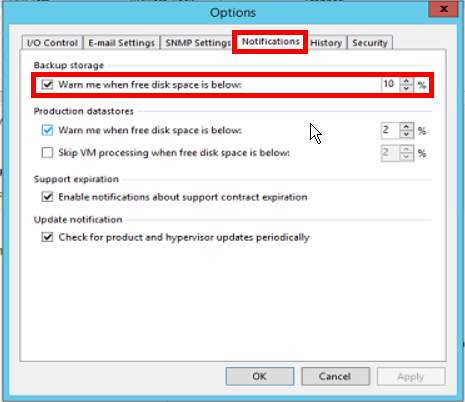 Options
I/O Control E-mail Settings SNMP Settings Notifications History Security
Backup storage
Warn me when free disk space is below: 10 %
Production datastores
Warn me when free disk space is below: 2 %
Skip VM processing when free disk space is below: 2 %
Support expiration
Enable notifications about support contract expiration
Update notification
Check for product and hypervisor updates periodically
OK Cancel Apply